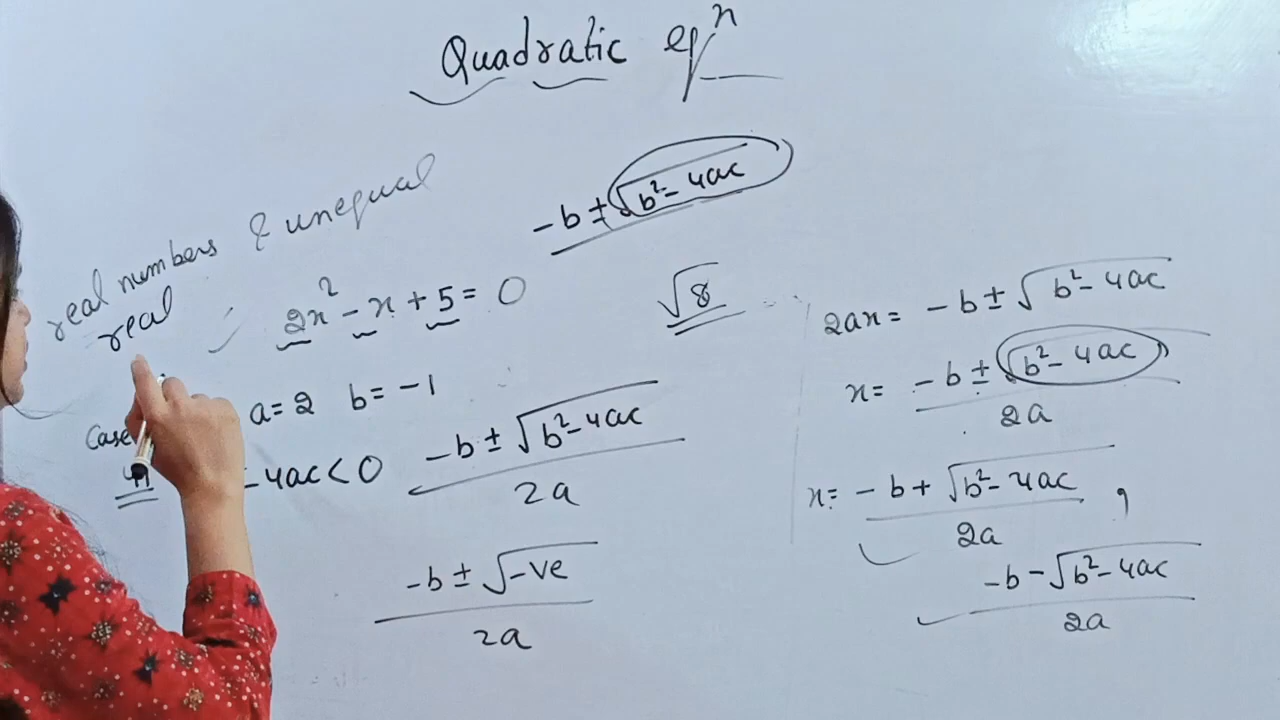 Quadratic eqⁿ
real numbers & unequal
real
-b ± √b² - 4ac
2x² - x + 5 = 0
√8
a = 2 b = -1
Case
- 4ac < 0
-b ± √b² - 4ac
2a
-b ± √-ve
2a
2ax = -b ± √b² - 4ac
x = -b ± √b² - 4ac
2a
x = -b + √b² - 4ac ,
2a
-b - √b² - 4ac
2a